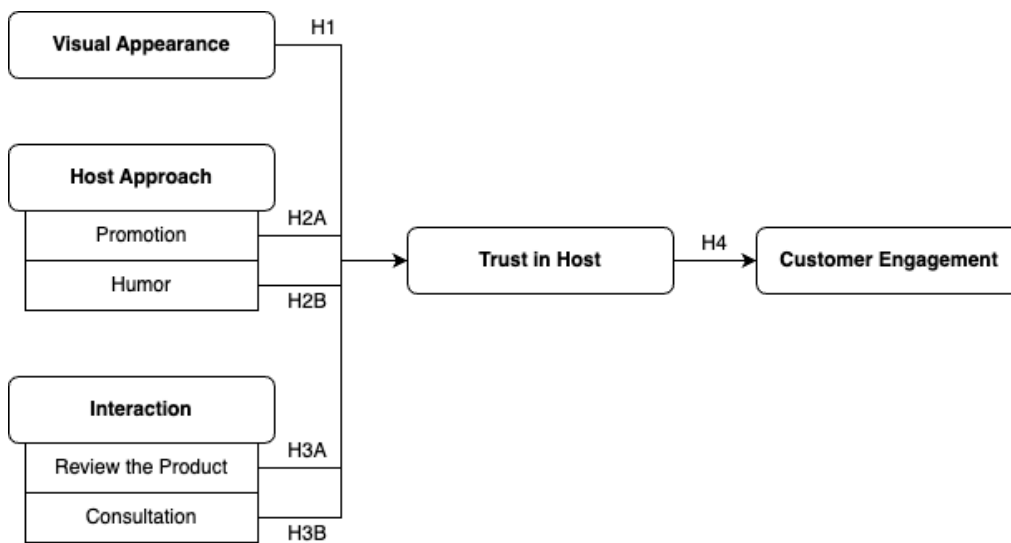 H1
Visual Appearance
Host Approach
Promotion
H2A
Humor
H2B
Trust in Host
H4
Customer Engagement
Interaction
Review the Product
H3A
Consultation
H3B